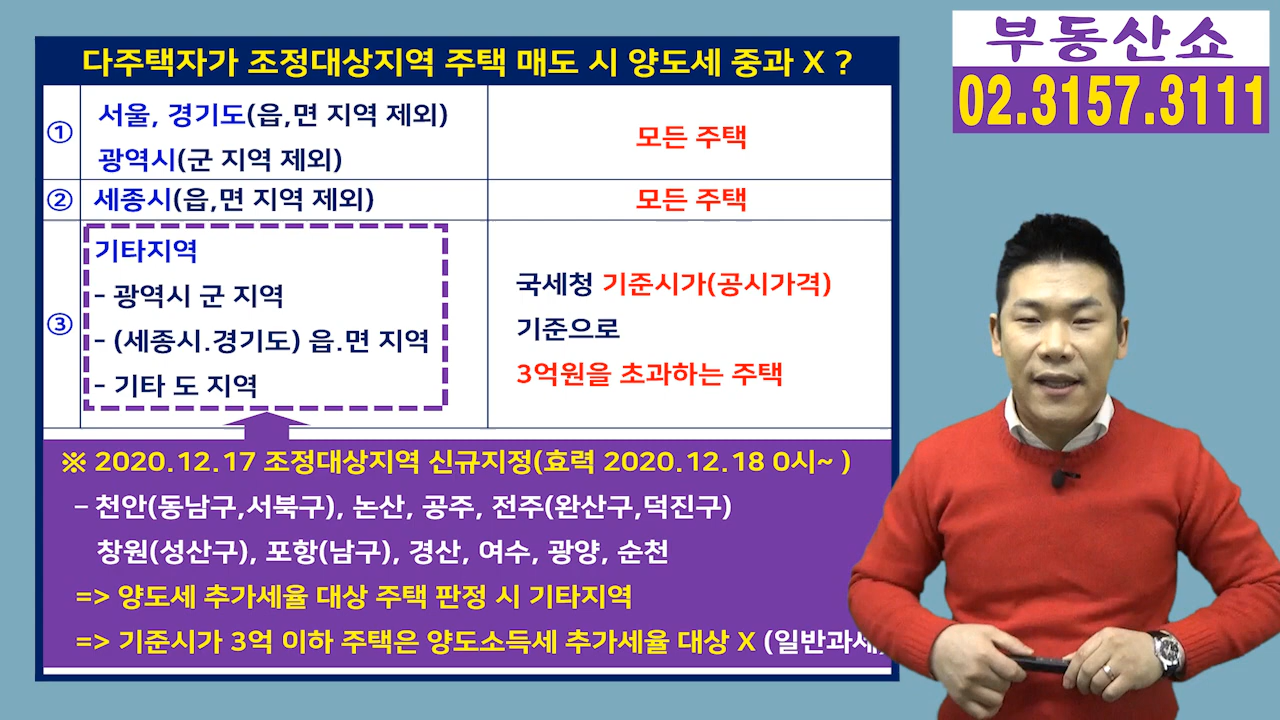 부동산쇼
02.3157.3111
다주택자가 조정대상지역 주택 매도 시 양도세 중과 X ?
① 서울, 경기도(읍,면 지역 제외)
광역시(군 지역 제외)
모든 주택
② 세종시(읍,면 지역 제외)
모든 주택
③ 기타지역
- 광역시 군 지역
- (세종시.경기도) 읍.면 지역
- 기타 도 지역
국세청 기준시가(공시가격)
기준으로
3억원을 초과하는 주택
※ 2020.12.17 조정대상지역 신규지정(효력 2020.12.18 0시~ )
- 천안(동남구,서북구), 논산, 공주, 전주(완산구,덕진구)
창원(성산구), 포항(남구), 경산, 여수, 광양, 순천
=> 양도세 추가세율 대상 주택 판정 시 기타지역
=> 기준시가 3억 이하 주택은 양도소득세 추가세율 대상 X (일반과세